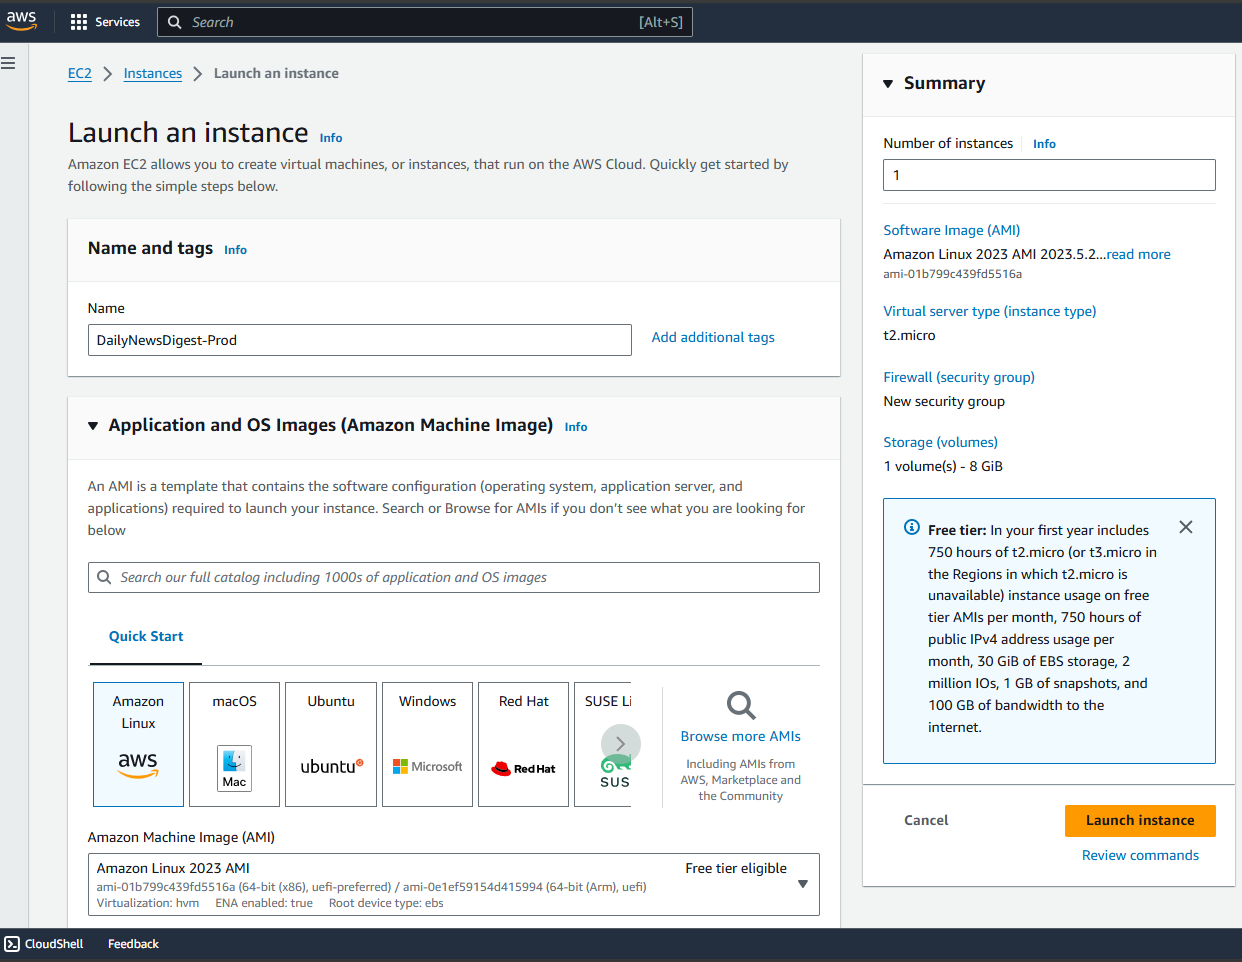 aws
Services
Search
[Alt+S]
EC2
Instances
Launch an instance
Launch an instance
Info
Amazon EC2 allows you to create virtual machines, or instances, that run on the AWS Cloud. Quickly get started by
following the simple steps below.
Name and tags
Info
Name
DailyNewsDigest-Prod
Add additional tags
Application and OS Images (Amazon Machine Image)
Info
An AMI is a template that contains the software configuration (operating system, application server, and
applications) required to launch your instance. Search or Browse for AMIs if you don't see what you are looking for
below
Search our full catalog including 1000s of application and OS images
Quick Start
Amazon
Linux
aws
macOS
Mac
Ubuntu
ubuntu
Windows
Microsoft
Red Hat
Red Hat
SUSE Li
SUS
Browse more AMIs
Including AMIs from
AWS, Marketplace and
the Community
Amazon Machine Image (AMI)
Amazon Linux 2023 AMI
Free tier eligible
ami-01b799c439fd5516a (64-bit (x86), uefi-preferred) / ami-0e1ef59154d415994 (64-bit (Arm), uefi)
Virtualization: hvm ENA enabled: true Root device type: ebs
Summary
Number of instances
Info
1
Software Image (AMI)
Amazon Linux 2023 AMI 2023.5.2...read more
ami-01b799c439fd5516a
Virtual server type (instance type)
t2.micro
Firewall (security group)
New security group
Storage (volumes)
1 volume(s) - 8 GiB
Free tier: In your first year includes
750 hours of t2.micro (or t3.micro in
the Regions in which t2.micro is
unavailable) instance usage on free
tier AMIs per month, 750 hours of
public IPv4 address usage per
month, 30 GiB of EBS storage, 2
million IOs, 1 GB of snapshots, and
100 GB of bandwidth to the
internet.
Cancel
Launch instance
Review commands
CloudShell
Feedback